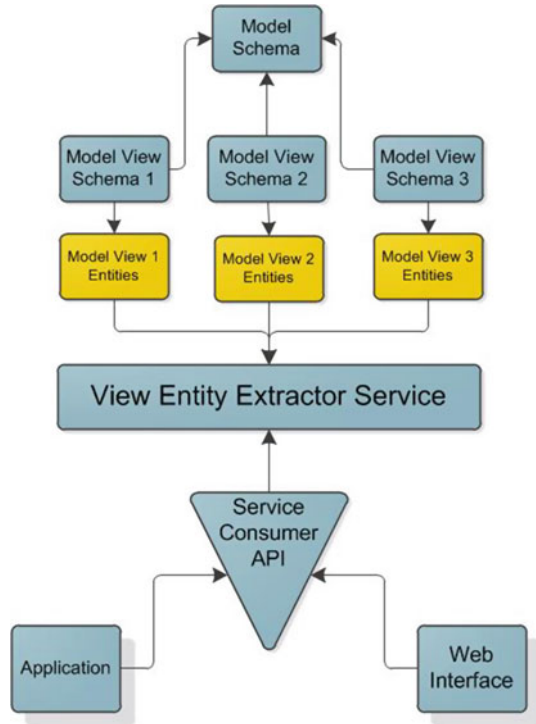 Model
Schema
Model View
Schema 1
Model View
Schema 2
Model View
Schema 3
Model View 1
Entities
Model View 2
Entities
Model View 3
Entities
View Entity Extractor Service
Service
Consumer
API
Application
Web
Interface